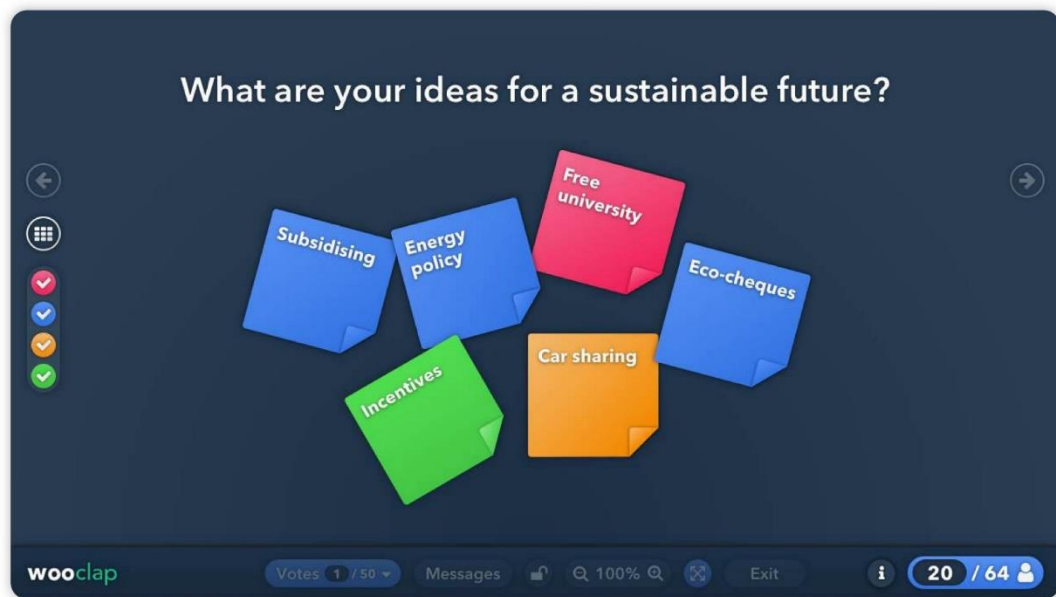 What are your ideas for a sustainable future?
Free
university
Subsidising
Energy
policy
Eco-cheques
Incentives
Car sharing
wooclap
Votes 1 / 50
Messages
100%
Exit
i
20 / 64